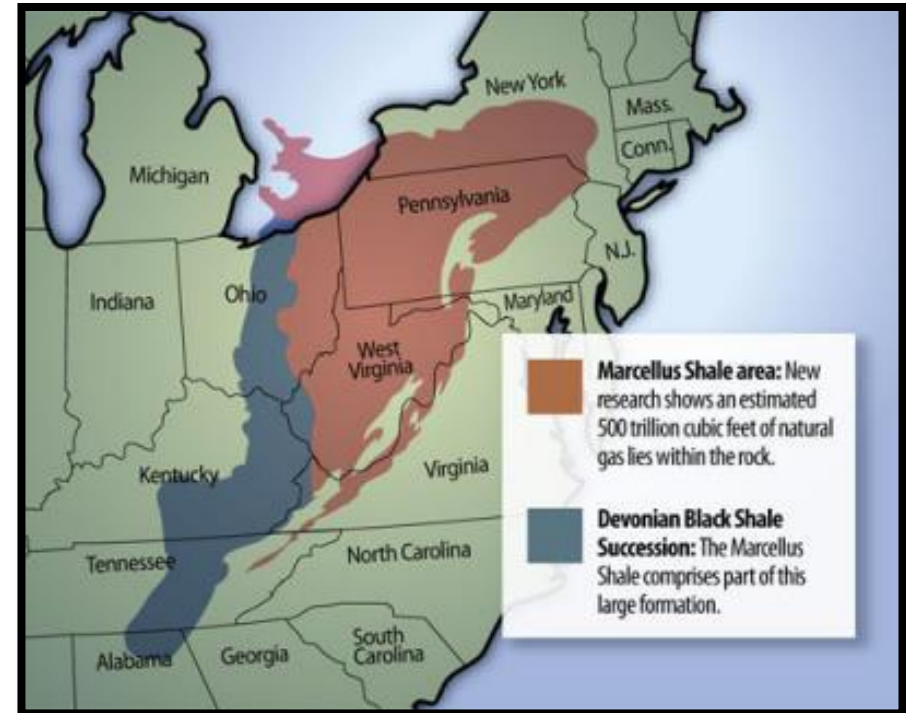 New York
Mass.
Conn.
Michigan
Pennsylvania
N.J.
Indiana
Ohio
Maryland
West
Virginia
Kentucky
Virginia
Tennessee
North Carolina
South
Carolina
Alabama
Georgia
Marcellus Shale area: New
research shows an estimated
500 trillion cubic feet of natural
gas lies within the rock.
Devonian Black Shale
Succession: The Marcellus
Shale comprises part of this
large formation.